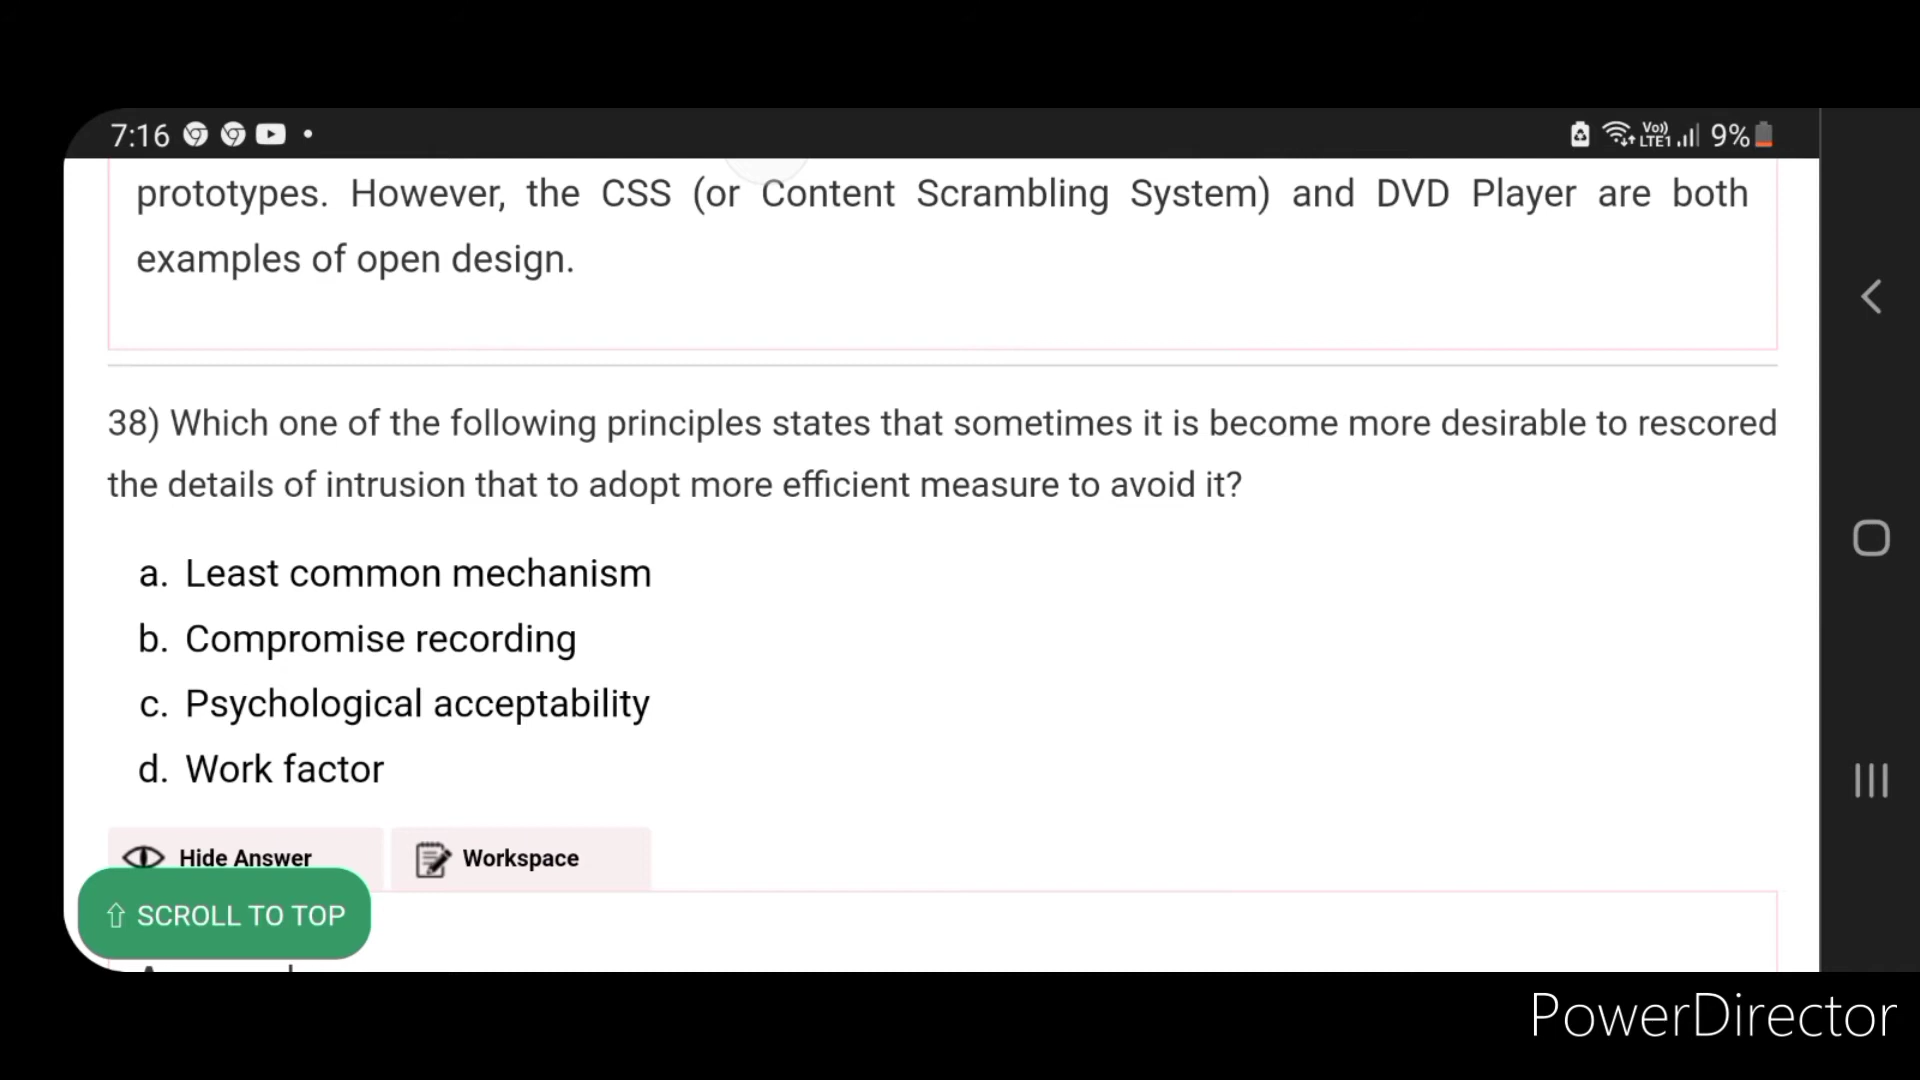 7:16
Vo)) LTE1 9%
prototypes. However, the CSS (or Content Scrambling System) and DVD Player are both
examples of open design.
38) Which one of the following principles states that sometimes it is become more desirable to rescored
the details of intrusion that to adopt more efficient measure to avoid it?
a. Least common mechanism
b. Compromise recording
c. Psychological acceptability
d. Work factor
Hide Answer
Workspace
⇧ SCROLL TO TOP
PowerDirector